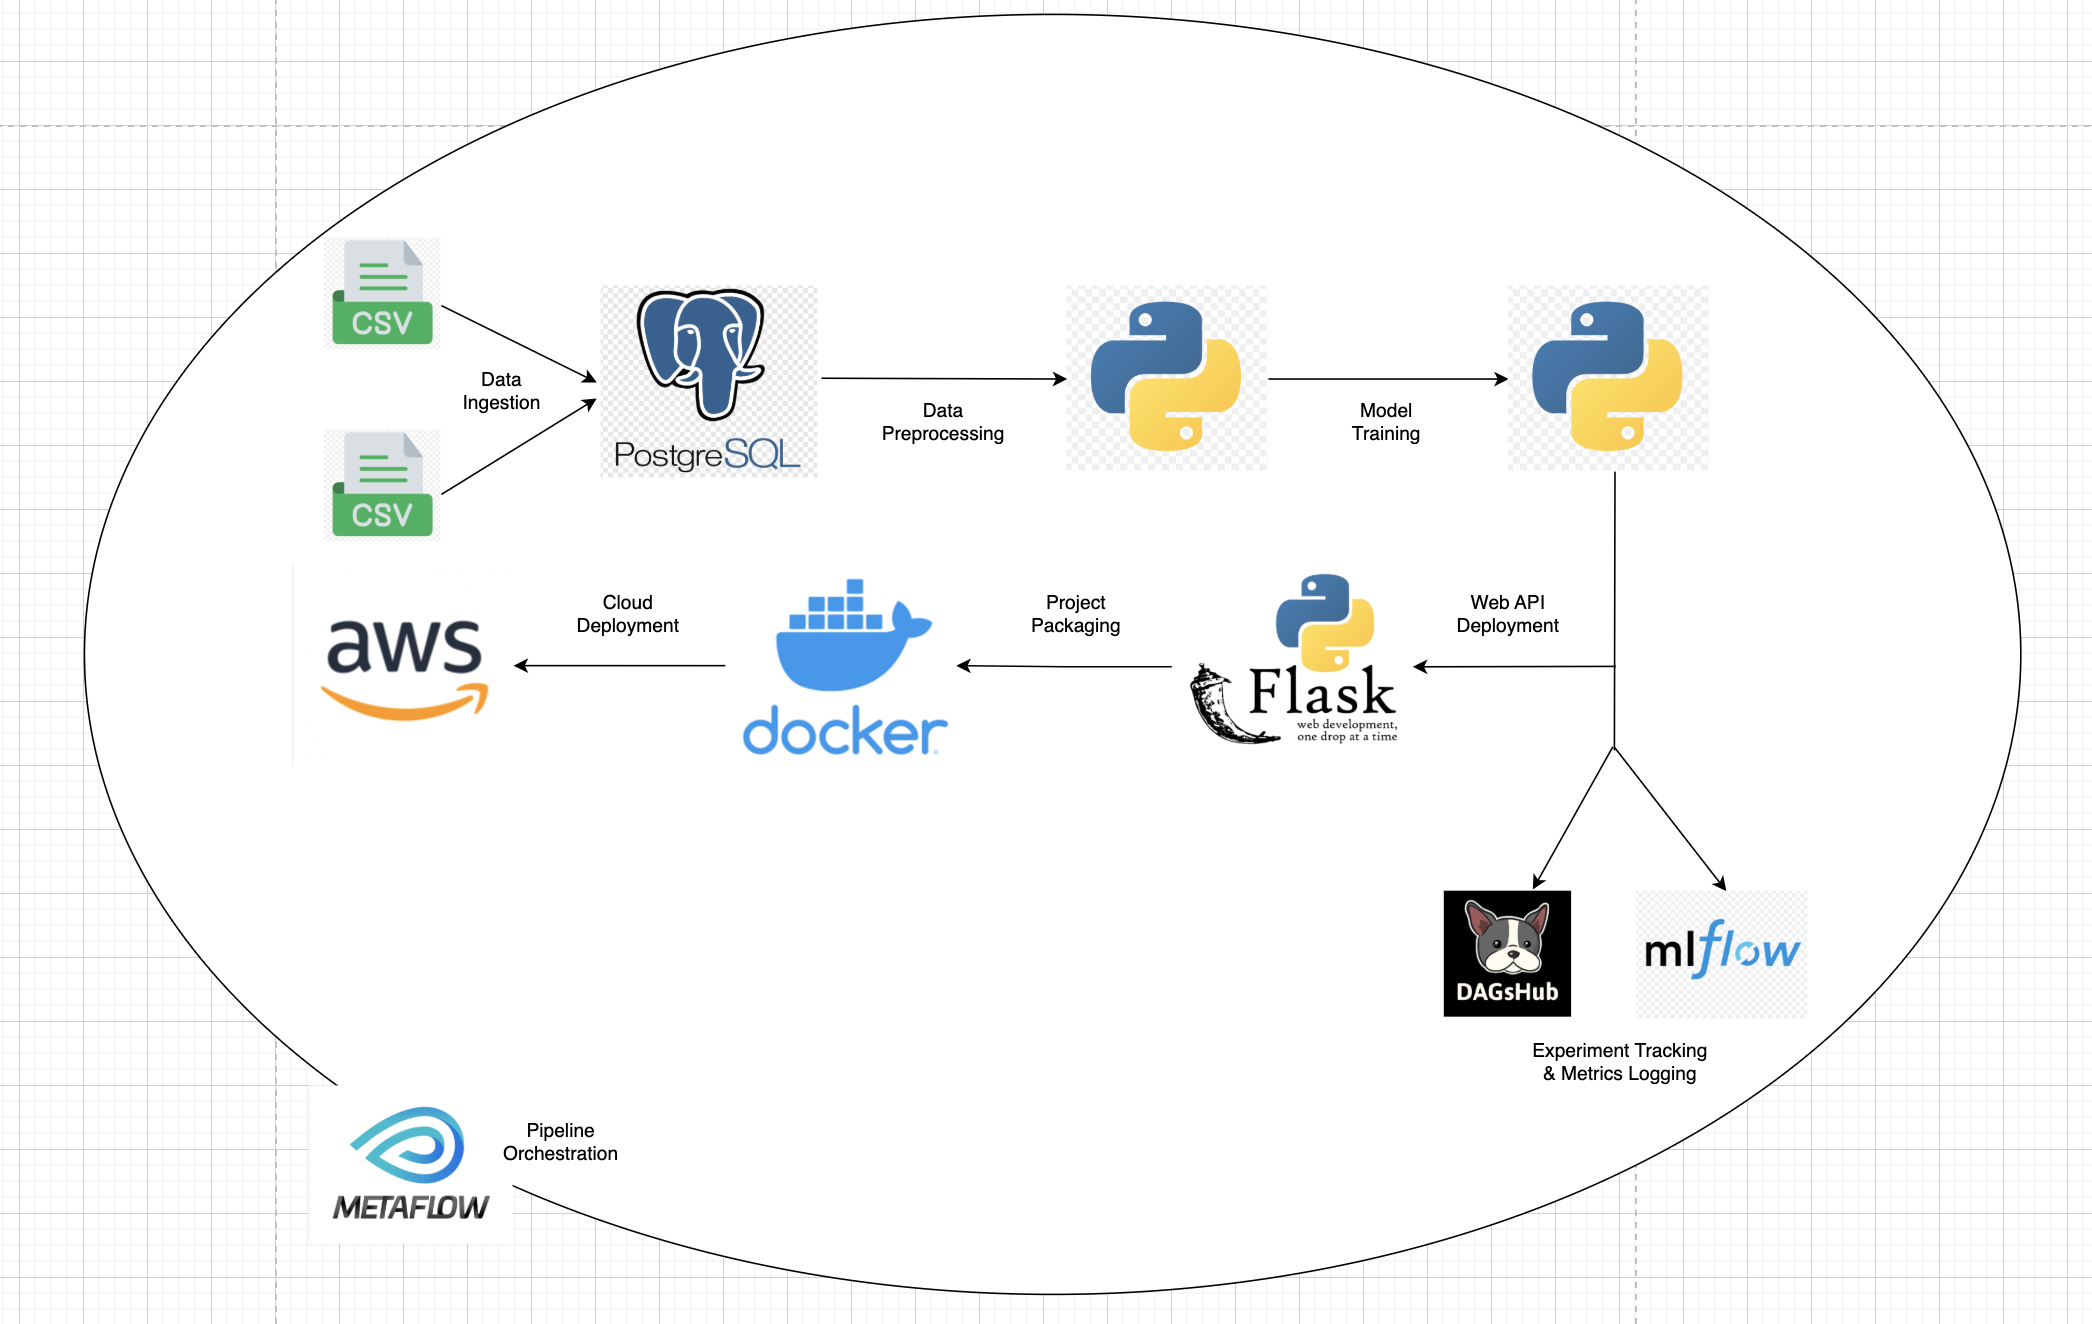 CSV
CSV
Data
Ingestion
PostgreSQL
Data
Preprocessing
Model
Training
aws
Cloud
Deployment
docker
Project
Packaging
Flask
web development,
one drop at a time
Web API
Deployment
DAGsHub
mlflow
Experiment Tracking
& Metrics Logging
METAFLOW
Pipeline
Orchestration